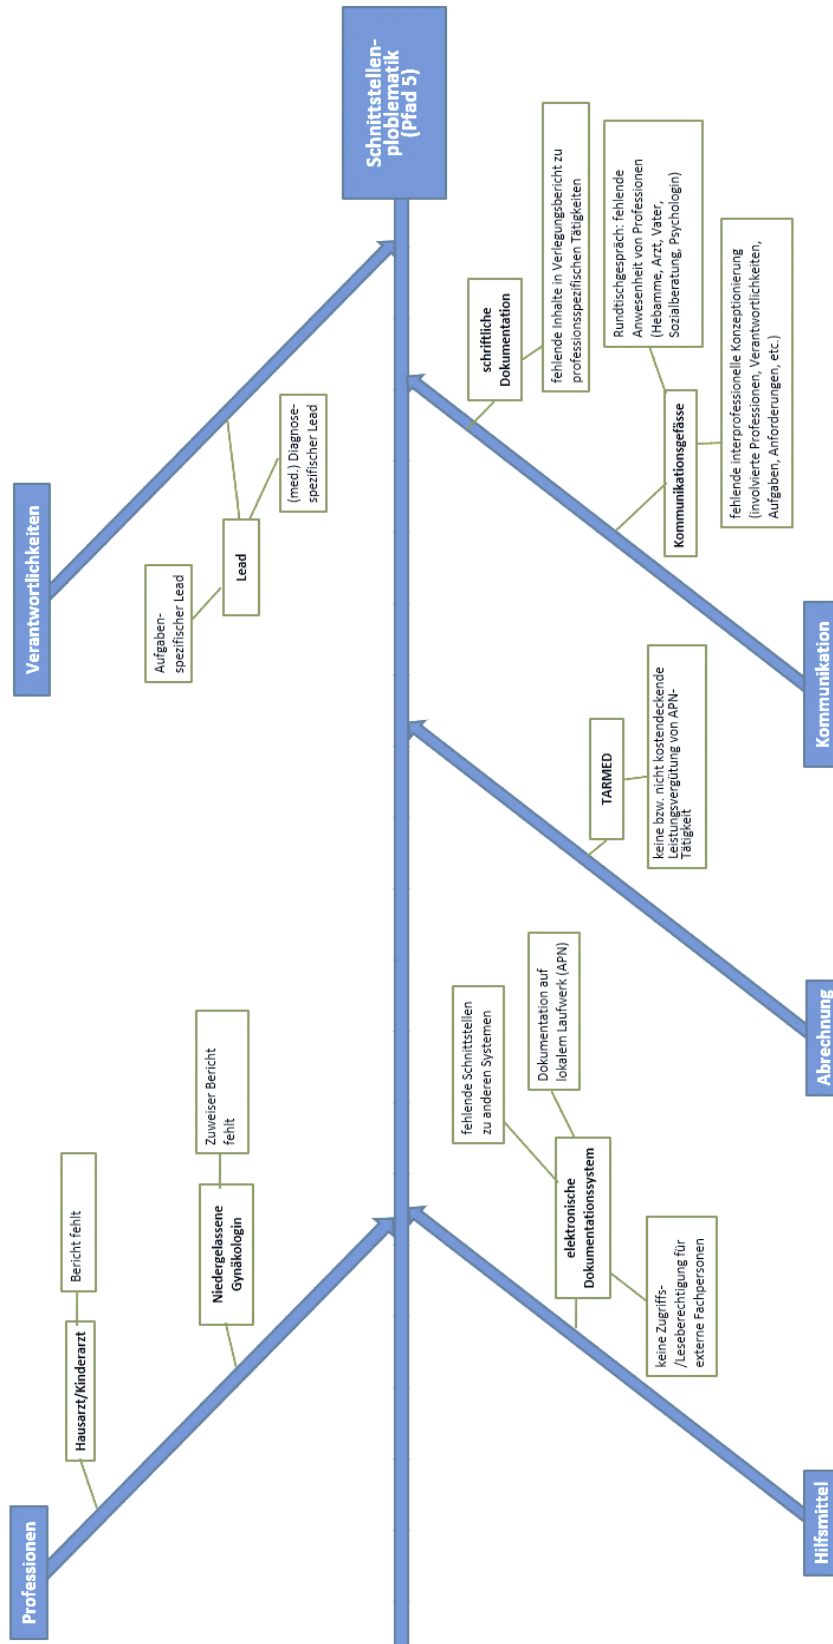 Professionen
Hausarzt/Kinderarzt
Bericht fehlt
Niedergelassene
Gynäkologin
Zuweiser Bericht
fehlt
Verantwortlichkeiten
Aufgaben-
spezifischer Lead
Lead
(med.) Diagnose-
spezifischer Lead
Schnittstellen-
ploblematik
(Pfad 5)
Hilfsmittel
elektronische
Dokumentationssystem
fehlende Schnittstellen
zu anderen Systemen
Dokumentation auf
lokalem Laufwerk (APN)
keine Zugriffs-
/Leseberechtigung für
externe Fachpersonen
Abrechnung
TARMED
keine bzw. nicht kostendeckende
Leistungsvergütung von APN-
Tätigkeit
Kommunikation
schriftliche
Dokumentation
fehlende Inhalte in Verlegungsbericht zu
professionsspezifischen Tätigkeiten
Kommunikationsgefässe
Rundtischgespräch: fehlende
Anwesenheit von Professionen
(Hebamme, Arzt, Vater,
Sozialberatung, Psychologin)
fehlende interprofessionelle Konzeptionierung
(involvierte Professionen, Verantwortlichkeiten,
Aufgaben, Anforderungen, etc.)